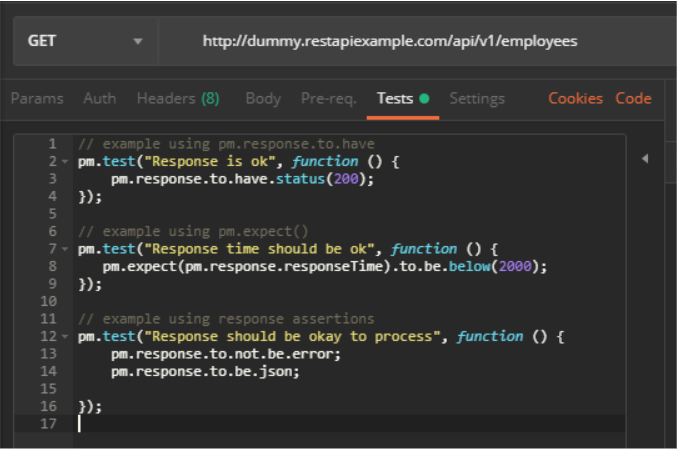 GET http://dummy.restapiexample.com/api/v1/employees
Params Auth Headers (8) Body Pre-req. Tests Settings Cookies Code
1 // example using pm.response.to.have
2 pm.test("Response is ok", function () {
3 pm.response.to.have.status(200);
4 });
5
6 // example using pm.expect()
7 pm.test("Response time should be ok", function () {
8 pm.expect(pm.response.responseTime).to.be.below(2000);
9 });
10
11 // example using response assertions
12 pm.test("Response should be okay to process", function () {
13 pm.response.to.not.be.error;
14 pm.response.to.be.json;
15
16 });
17